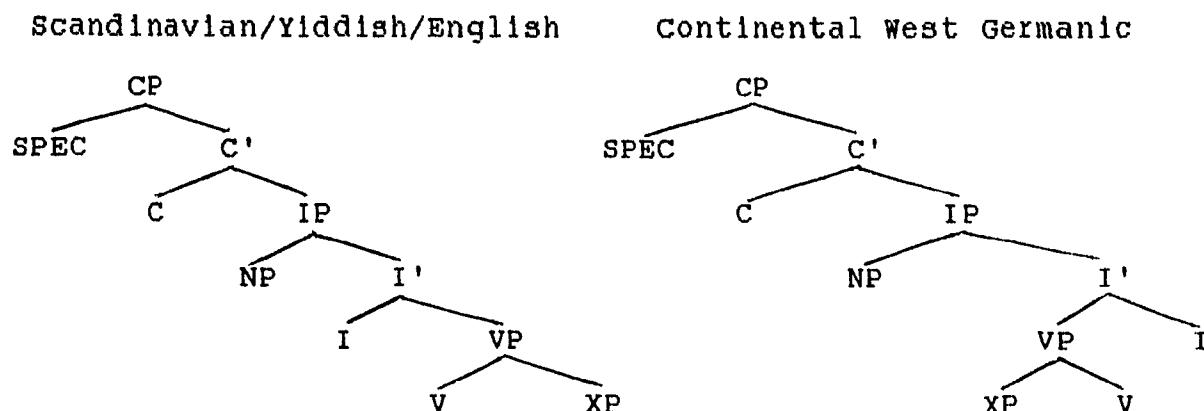 Scandinavian/Yiddish/English Continental West Germanic
CP CP
SPEC C' SPEC C'
C IP C IP
NP I' NP I'
I VP VP I
V XP XP V